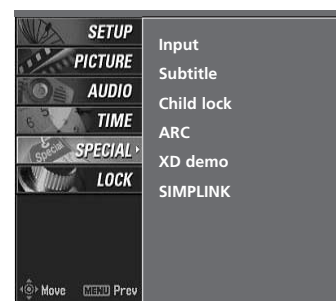 SETUP
PICTURE
AUDIO
TIME
SPECIAL
LOCK
Move MENU Prev
Input
Subtitle
Child lock
ARC
XD demo
SIMPLINK